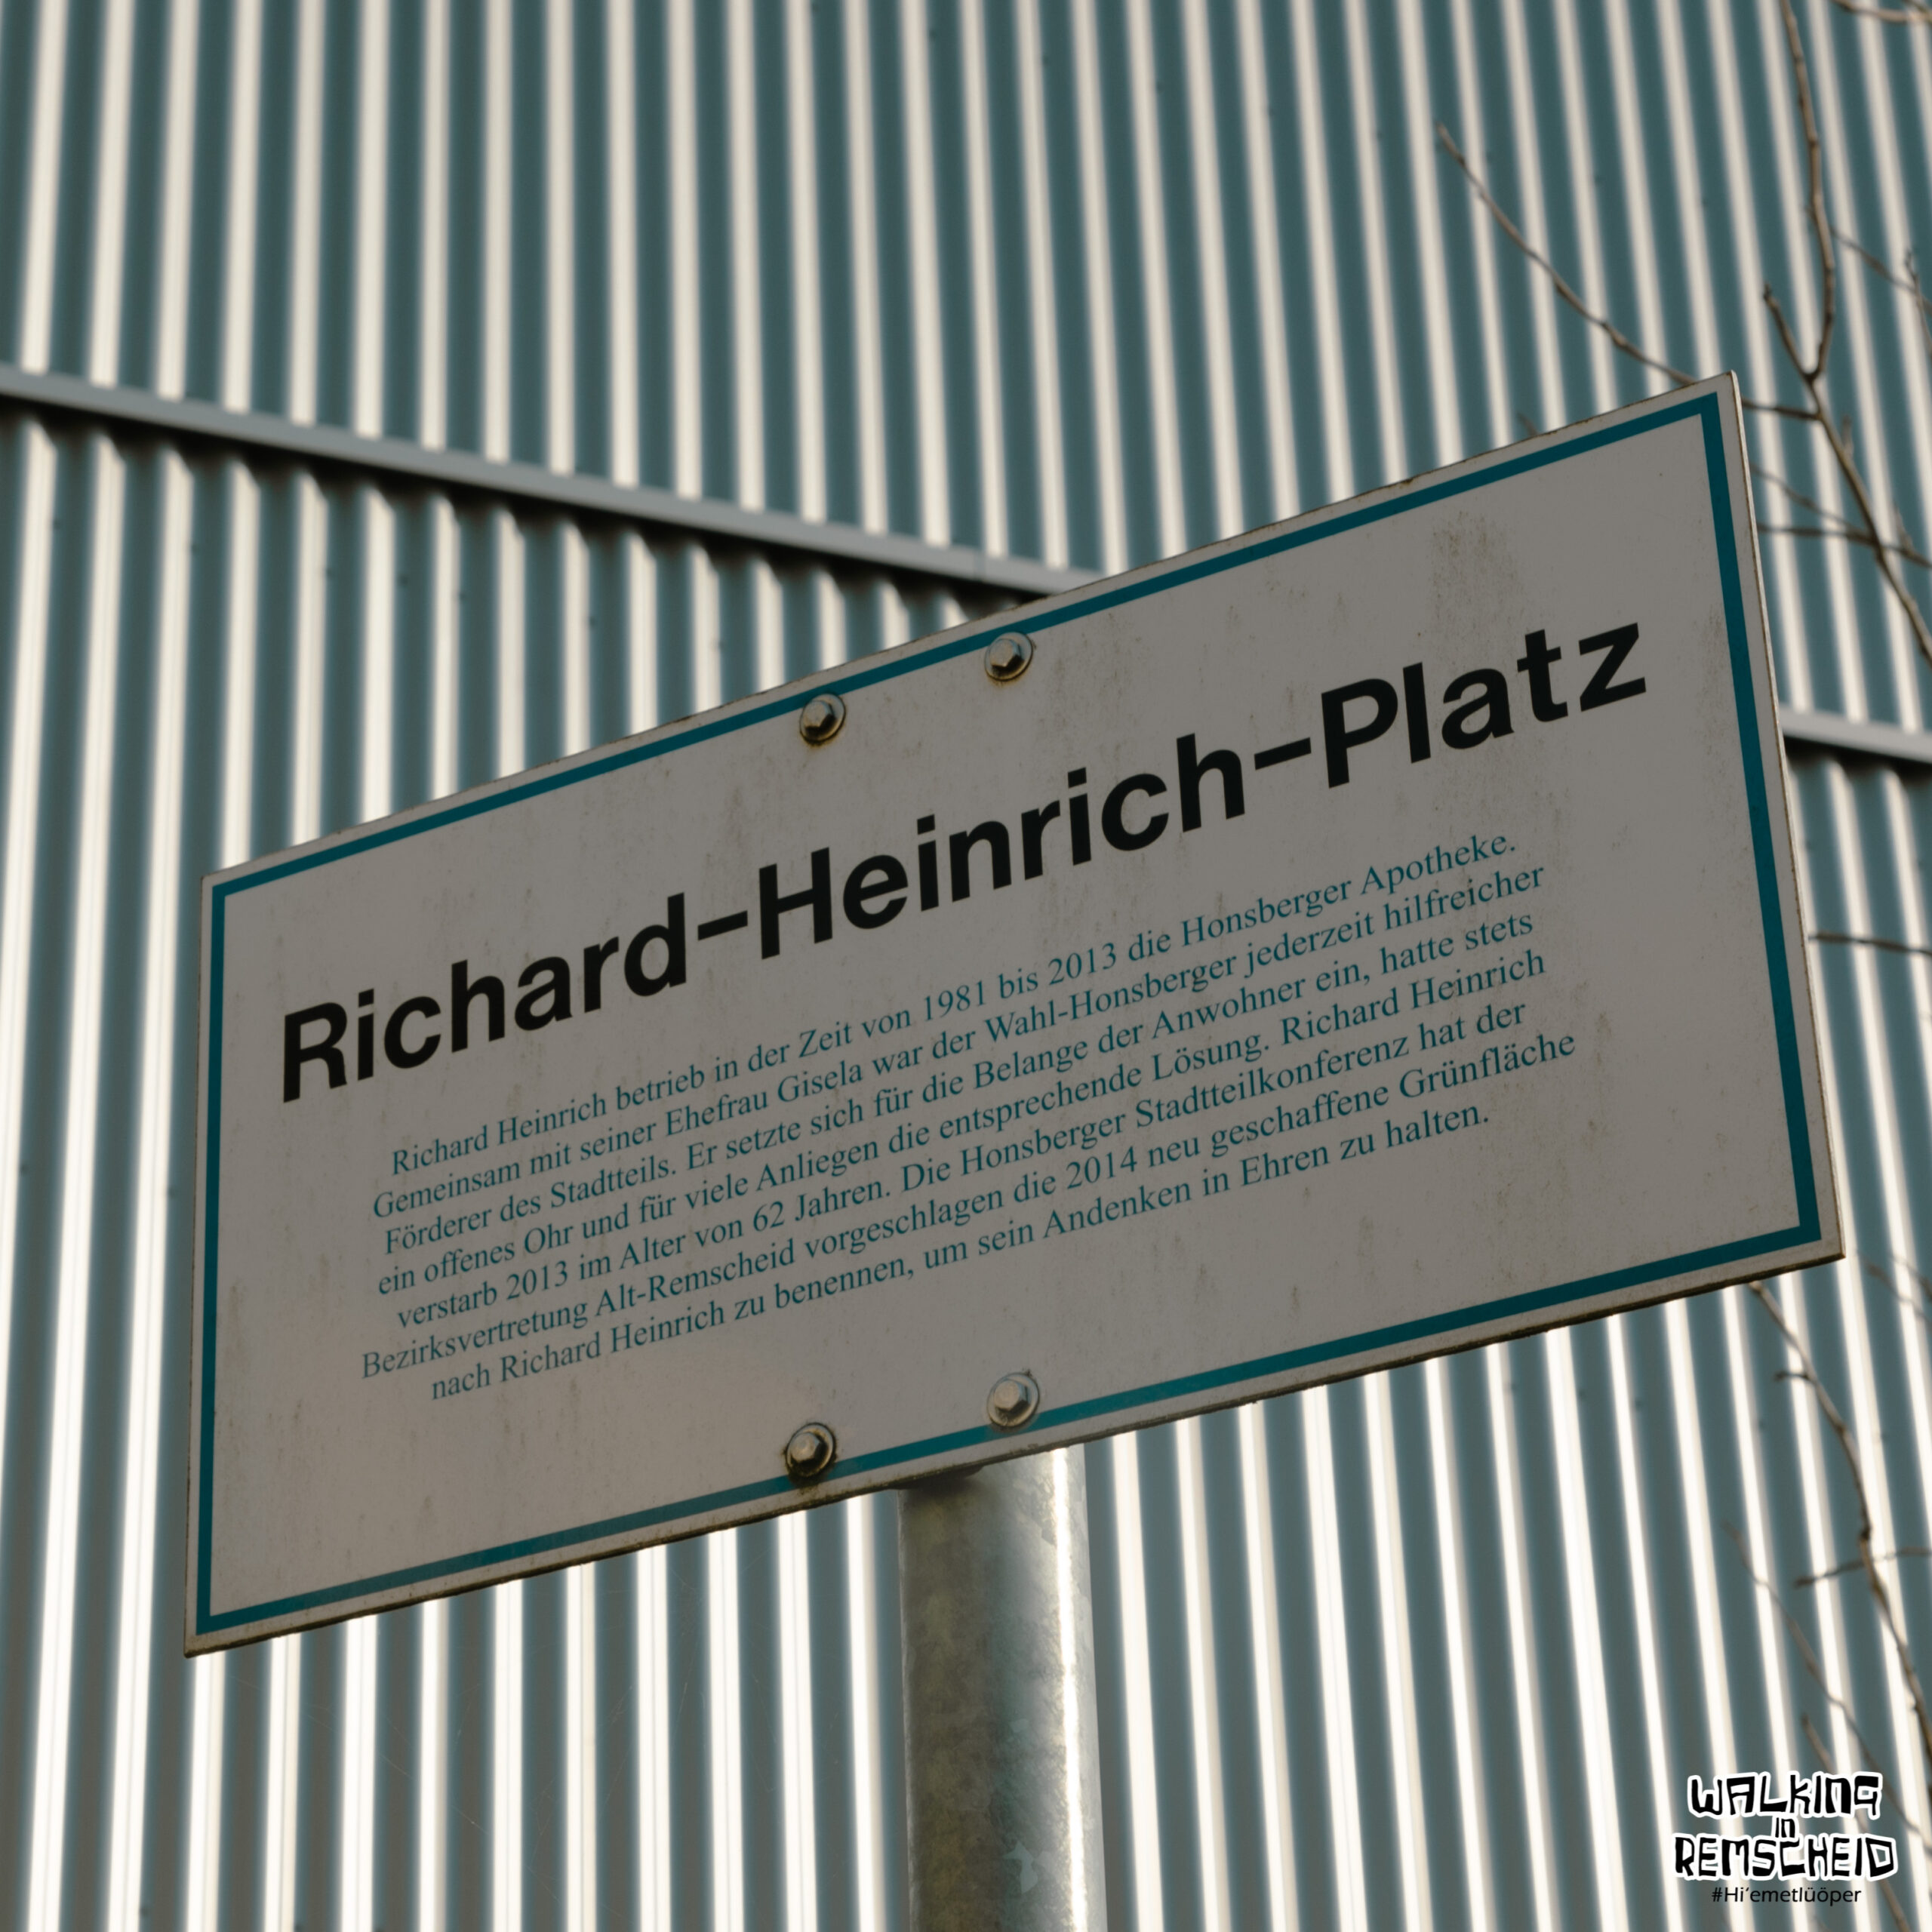 Richard-Heinrich-Platz
Richard Heinrich betrieb in der Zeit von 1981 bis 2013 die Honsberger Apotheke.
Gemeinsam mit seiner Ehefrau Gisela war der Wahl-Honsberger jederzeit hilfreicher
Förderer des Stadtteils. Er setzte sich für die Belange der Anwohner ein, hatte stets
ein offenes Ohr und für viele Anliegen die entsprechende Lösung. Richard Heinrich
verstarb 2013 im Alter von 62 Jahren. Die Honsberger Stadtteilkonferenz hat der
Bezirksvertretung Alt-Remscheid vorgeschlagen die 2014 neu geschaffene Grünfläche
nach Richard Heinrich zu benennen, um sein Andenken in Ehren zu halten.
WALKING
IN
REMSCHEID
#Hi'emetlüöper